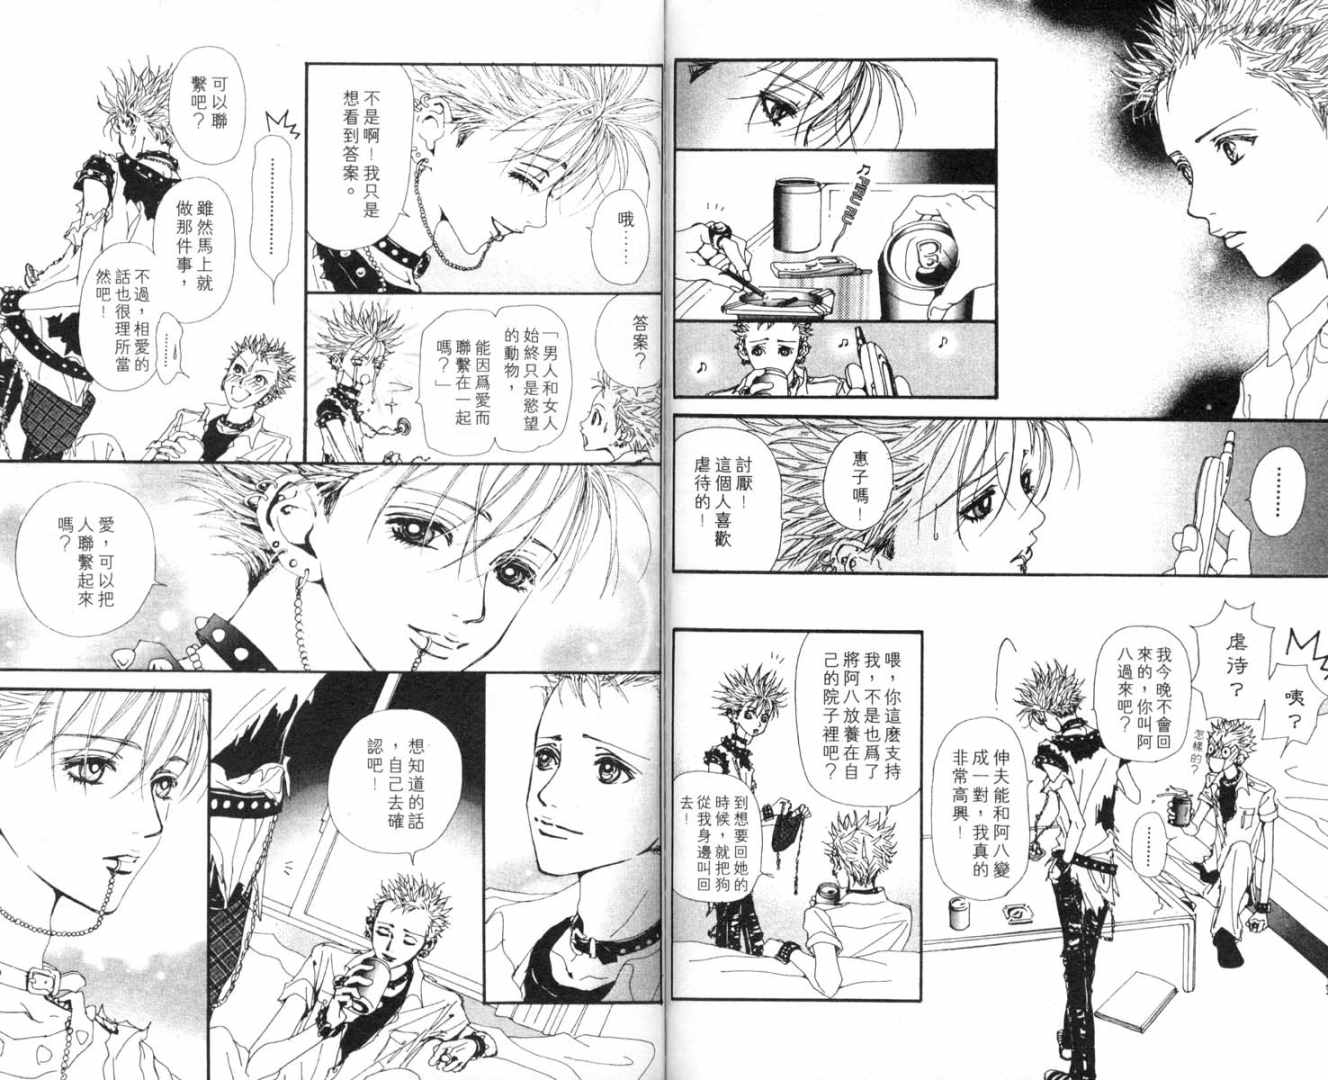 ♫PIRU RU
………
惠子嗎！
討厭！
這個人喜歡
虐待的！
咦？
虐待？
怎樣的？
我今晚不會回
來的，你叫阿
八過來吧？
………
伸夫能和阿八變
成一對，我真的
非常高興！
喂，你這麼支持
我，不是也爲了
將阿八放養在自
己的院子裡吧？
到想要回她的
時候，就把狗
從我身邊叫回
去！
哦……
不是啊！我只是
想看到答案。
答案？
「男人和女人
始終只是慾望
的動物，
能因爲愛而
聯繫在一起
嗎？」
……………
可以聯
繫吧？
雖然馬上就
做那件事，
不過，相愛的
話也很理所當
然吧！
………
愛，可以把
人聯繫起來
嗎？
想知道的話
，自己去確
認吧！